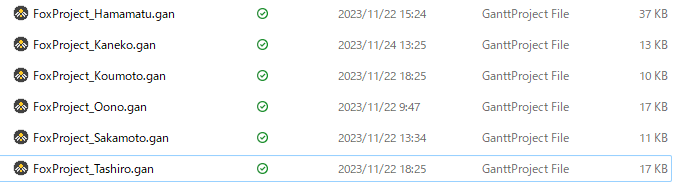 FoxProject_Hamamatu.gan 2023/11/22 15:24 GanttProject File 37 KB
FoxProject_Kaneko.gan 2023/11/24 13:25 GanttProject File 13 KB
FoxProject_Koumoto.gan 2023/11/22 18:25 GanttProject File 10 KB
FoxProject_Oono.gan 2023/11/22 9:47 GanttProject File 17 KB
FoxProject_Sakamoto.gan 2023/11/22 13:34 GanttProject File 11 KB
FoxProject_Tashiro.gan 2023/11/22 18:25 GanttProject File 17 KB